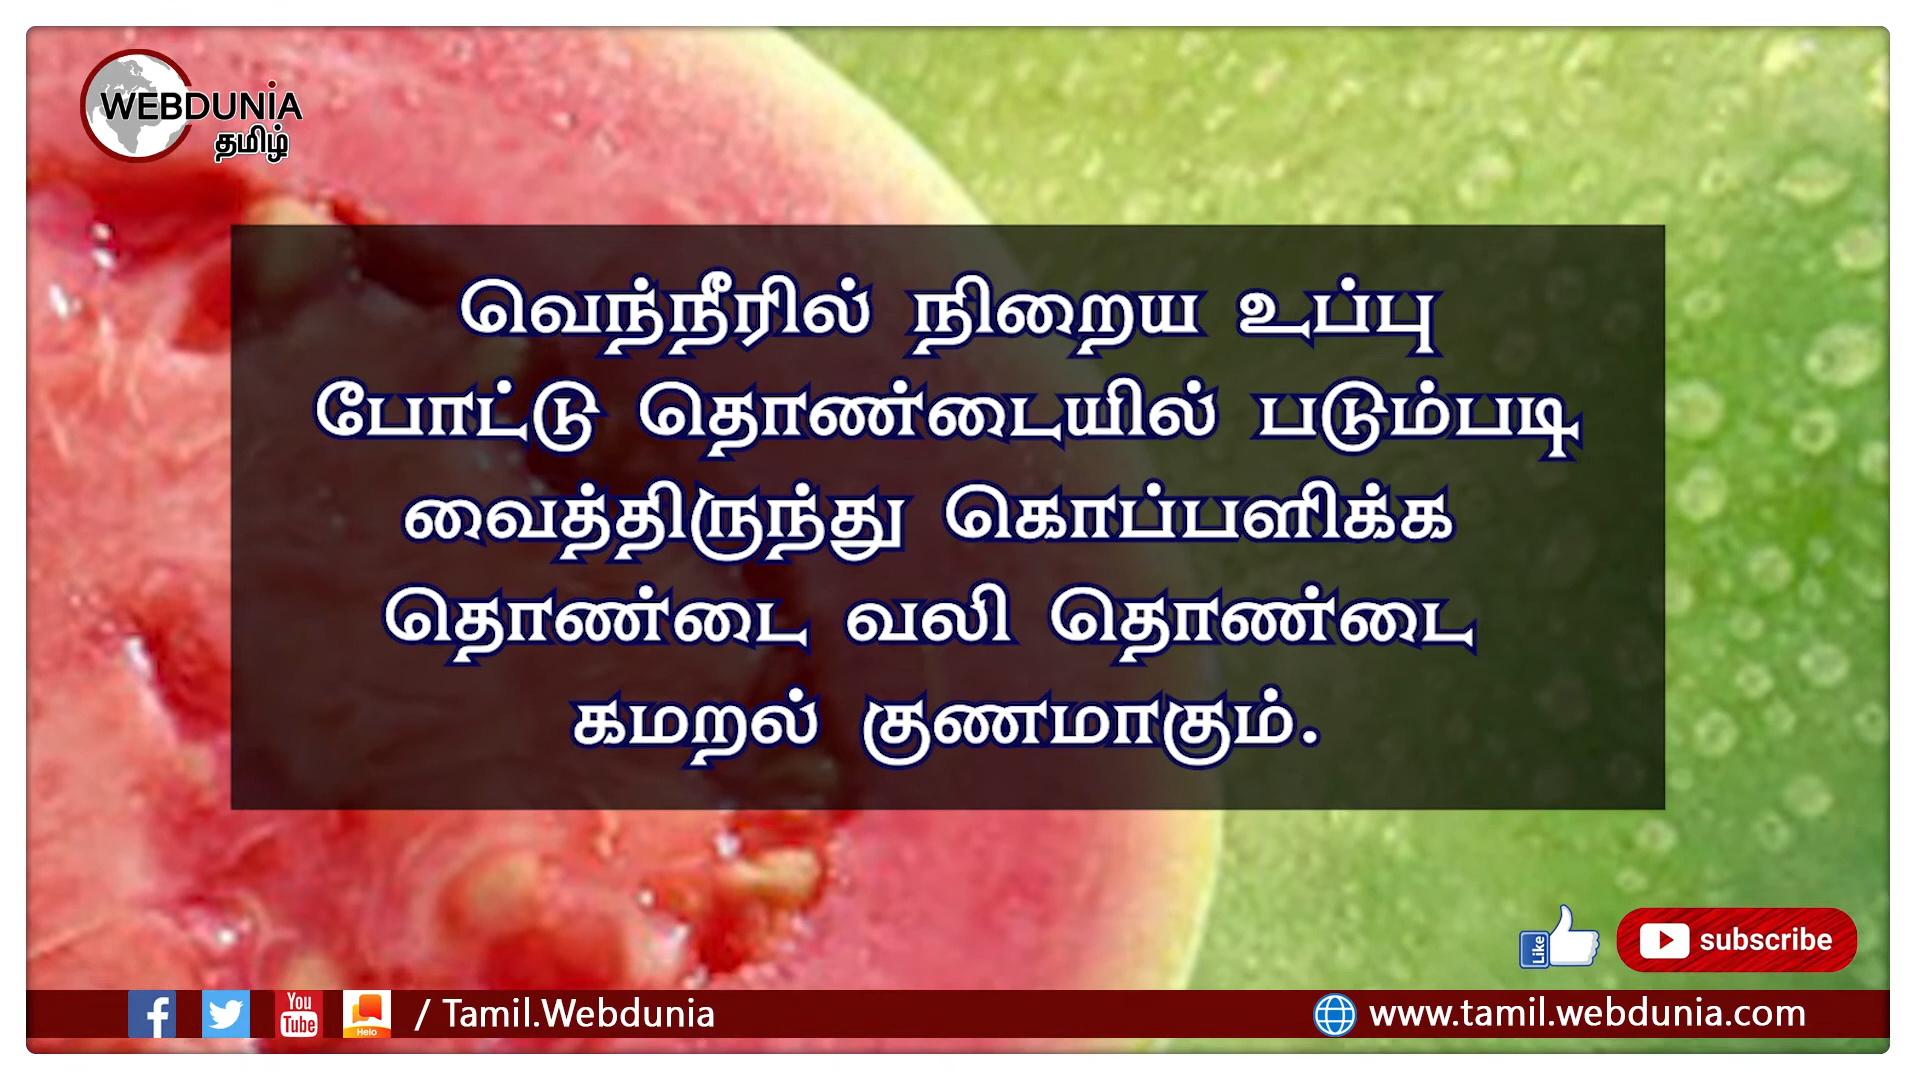 WEBDUNIA
தமிழ்
வெந்நீரில் நிறைய உப்பு
போட்டு தொண்டையில் படும்படி
வைத்திருந்து கொப்பளிக்க
தொண்டை வலி தொண்டை
கமறல் குணமாகும்.
Like
subscribe
You
Tube
Helo
/ Tamil.Webdunia
www.tamil.webdunia.com